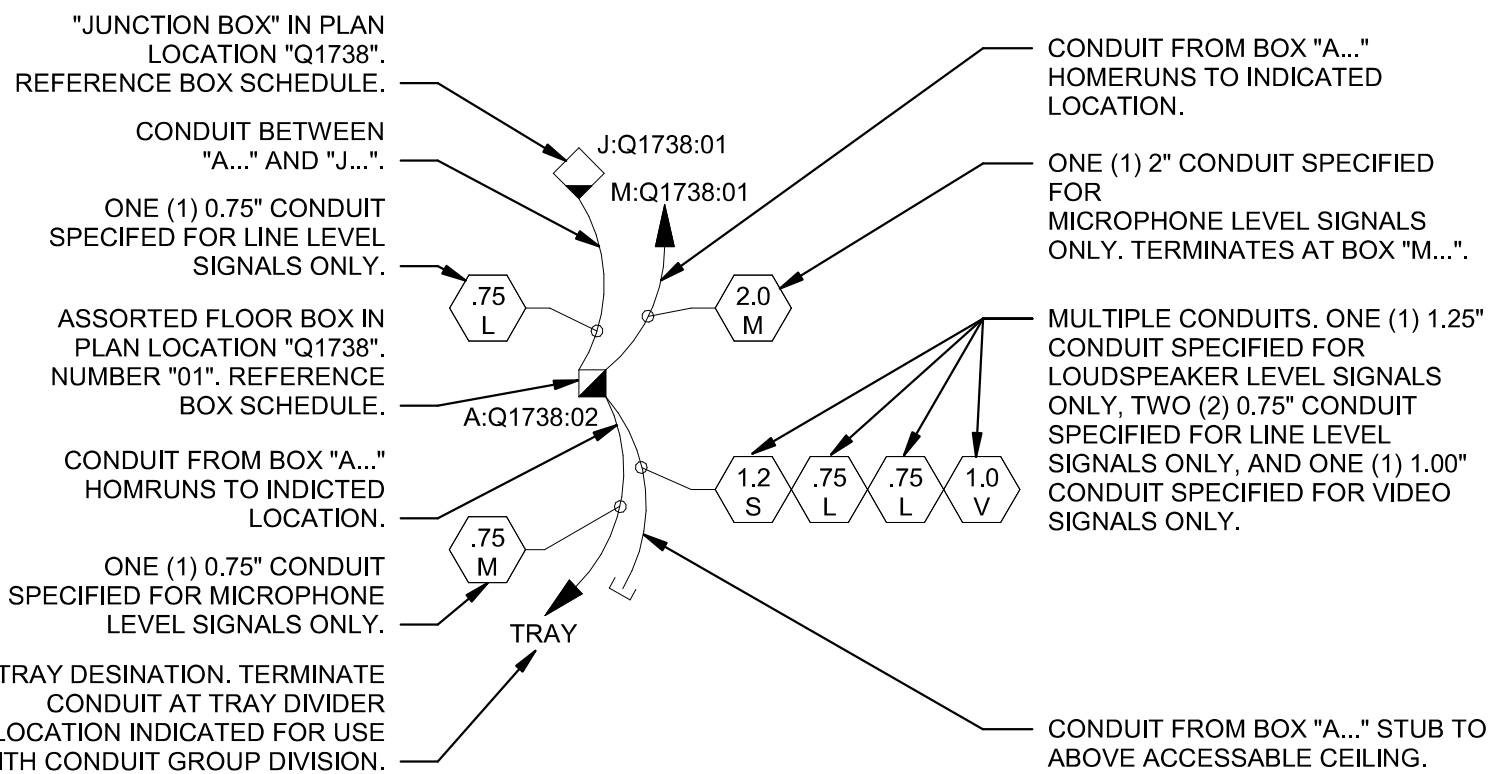 "JUNCTION BOX" IN PLAN
LOCATION "Q1738".
REFERENCE BOX SCHEDULE.
CONDUIT BETWEEN
"A..." AND "J...".
ONE (1) 0.75" CONDUIT
SPECIFED FOR LINE LEVEL
SIGNALS ONLY.
ASSORTED FLOOR BOX IN
PLAN LOCATION "Q1738".
NUMBER "01". REFERENCE
BOX SCHEDULE.
CONDUIT FROM BOX "A..."
HOMRUNS TO INDICTED
LOCATION.
ONE (1) 0.75" CONDUIT
SPECIFIED FOR MICROPHONE
LEVEL SIGNALS ONLY.
TRAY DESINATION. TERMINATE
CONDUIT AT TRAY DIVIDER
LOCATION INDICATED FOR USE
ITH CONDUIT GROUP DIVISION.
J:Q1738:01
M:Q1738:01
.75
L
2.0
M
A:Q1738:02
1.2
S
.75
L
.75
L
1.0
V
.75
M
TRAY
CONDUIT FROM BOX "A..."
HOMERUNS TO INDICATED
LOCATION.
ONE (1) 2" CONDUIT SPECIFIED
FOR
MICROPHONE LEVEL SIGNALS
ONLY. TERMINATES AT BOX "M...".
MULTIPLE CONDUITS. ONE (1) 1.25"
CONDUIT SPECIFIED FOR
LOUDSPEAKER LEVEL SIGNALS
ONLY, TWO (2) 0.75" CONDUIT
SPECIFIED FOR LINE LEVEL
SIGNALS ONLY, AND ONE (1) 1.00"
CONDUIT SPECIFIED FOR VIDEO
SIGNALS ONLY.
CONDUIT FROM BOX "A..." STUB TO
ABOVE ACCESSABLE CEILING.